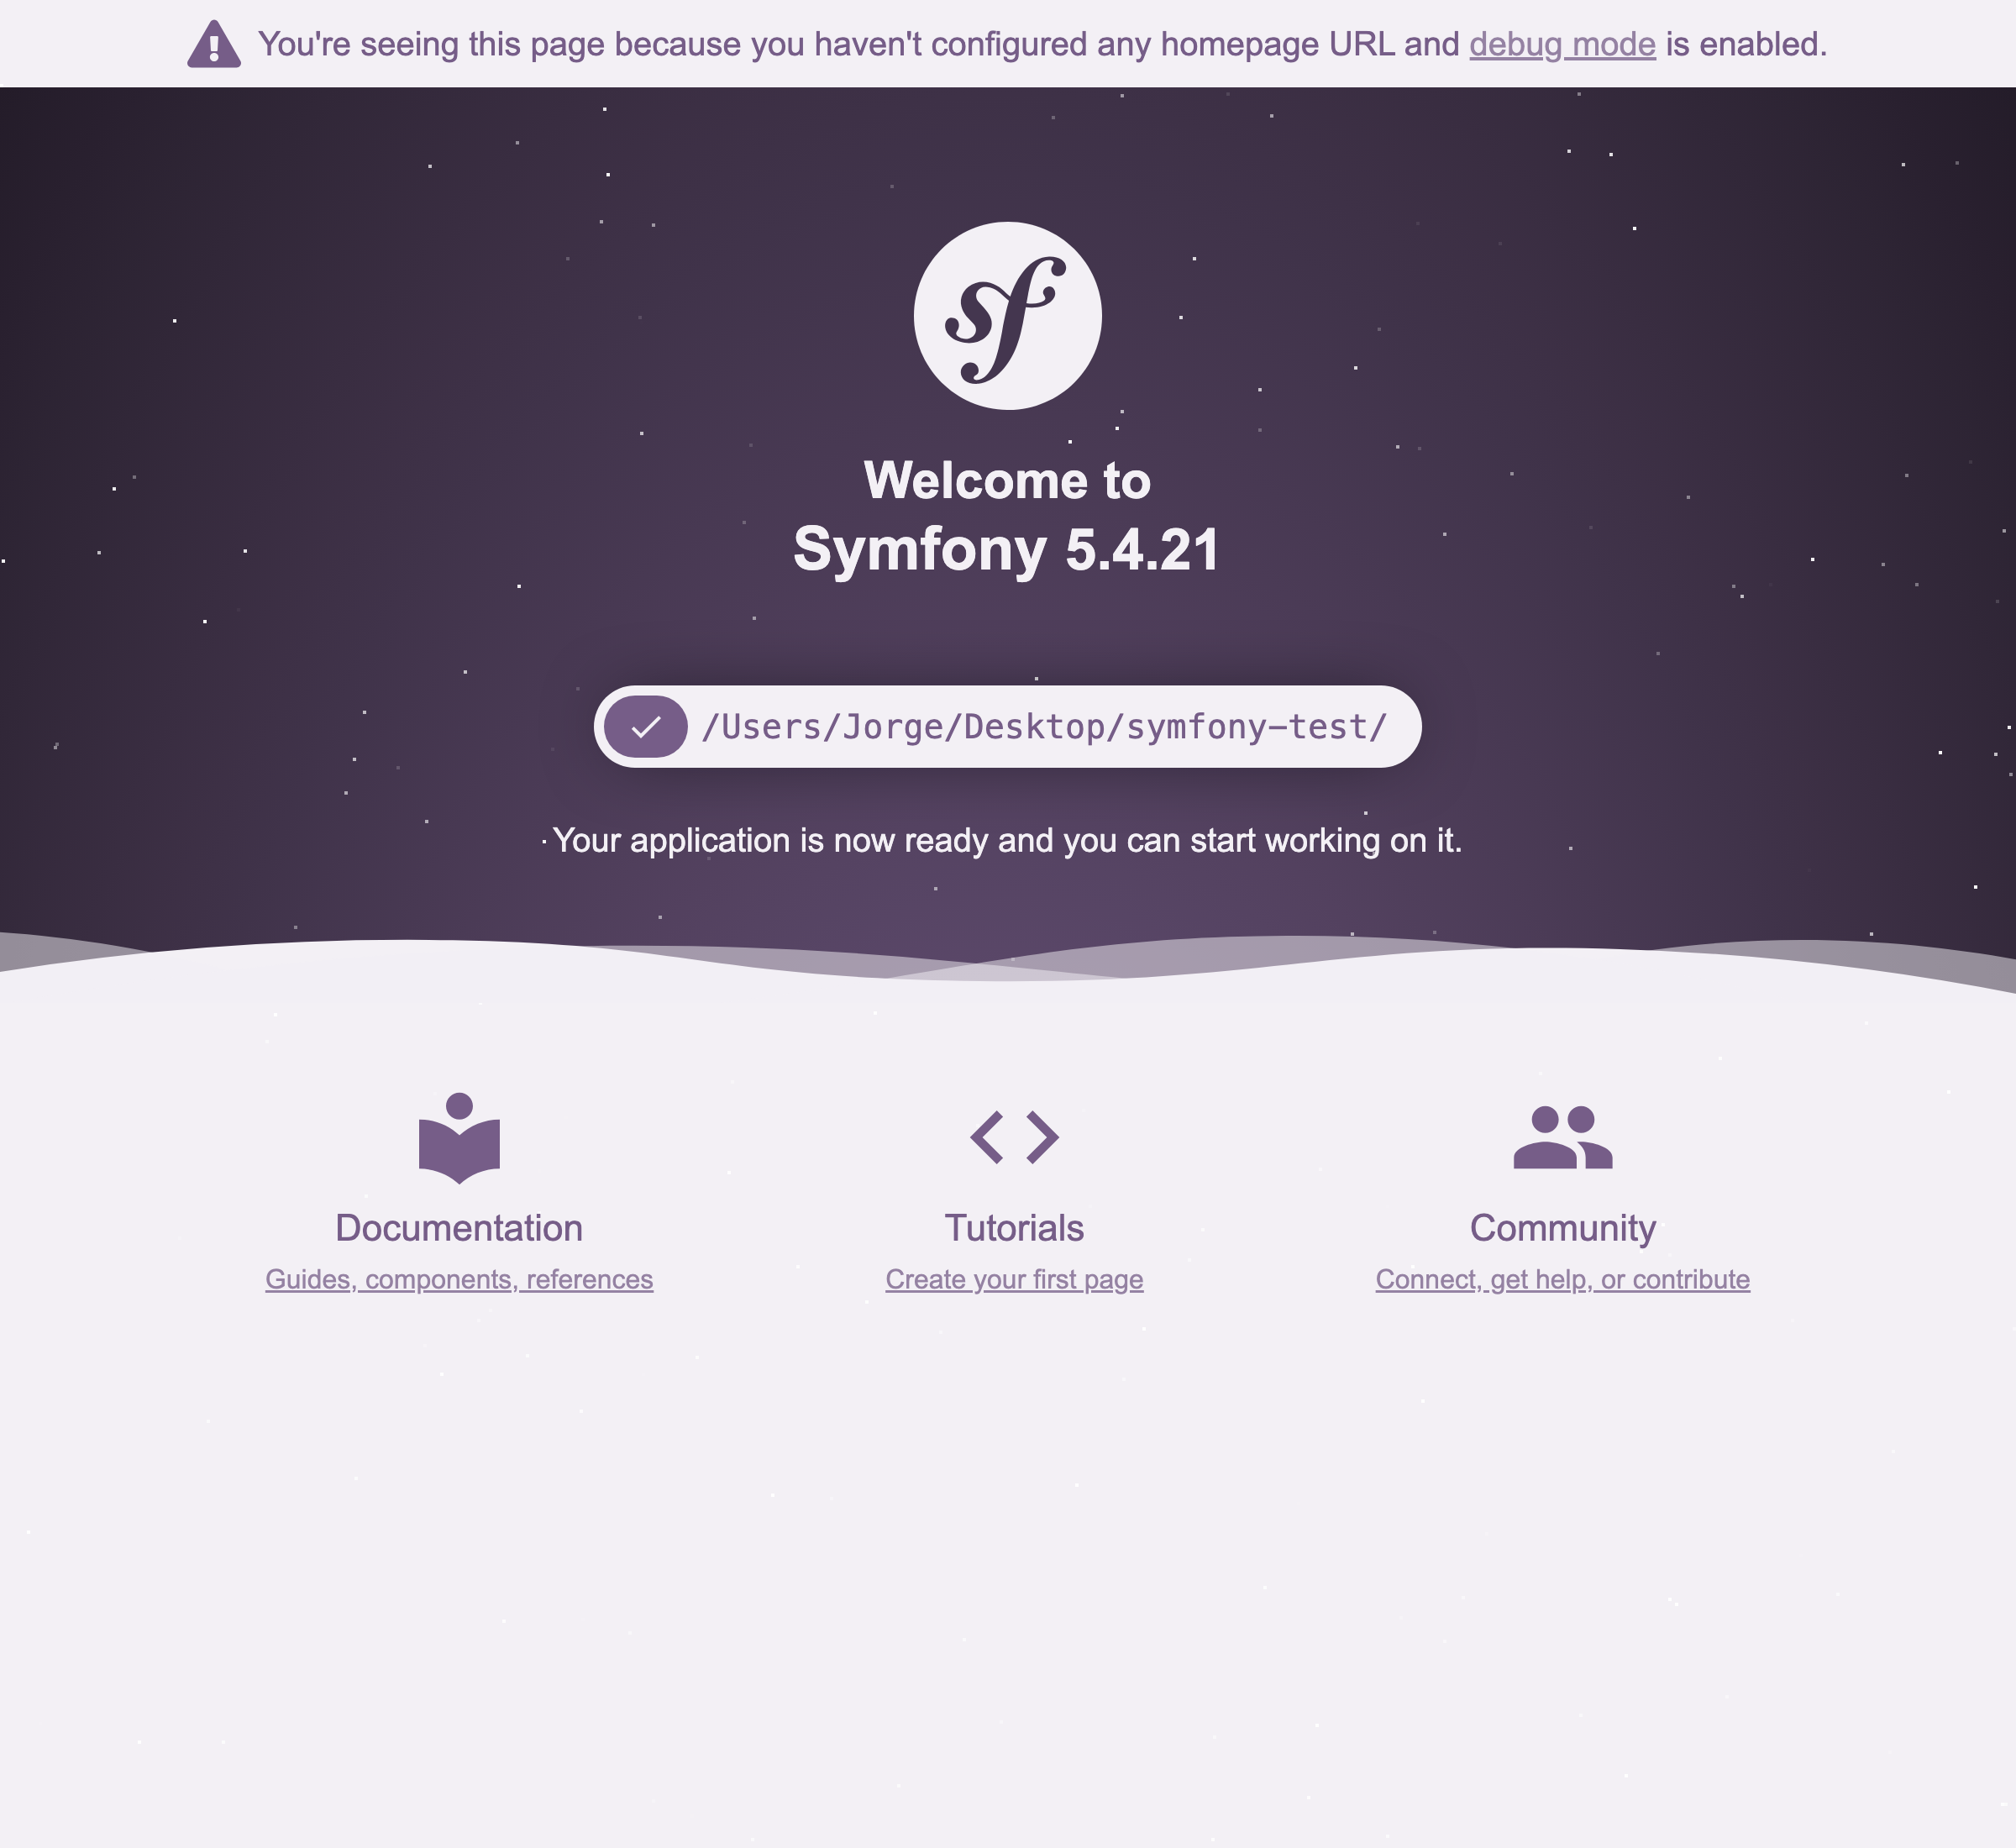 You're seeing this page because you haven't configured any homepage URL and debug mode is enabled.
sf
Welcome to
Symfony 5.4.21
/Users/Jorge/Desktop/symfony-test/
Your application is now ready and you can start working on it.
Documentation
Guides, components, references
Tutorials
Create your first page
Community
Connect, get help, or contribute